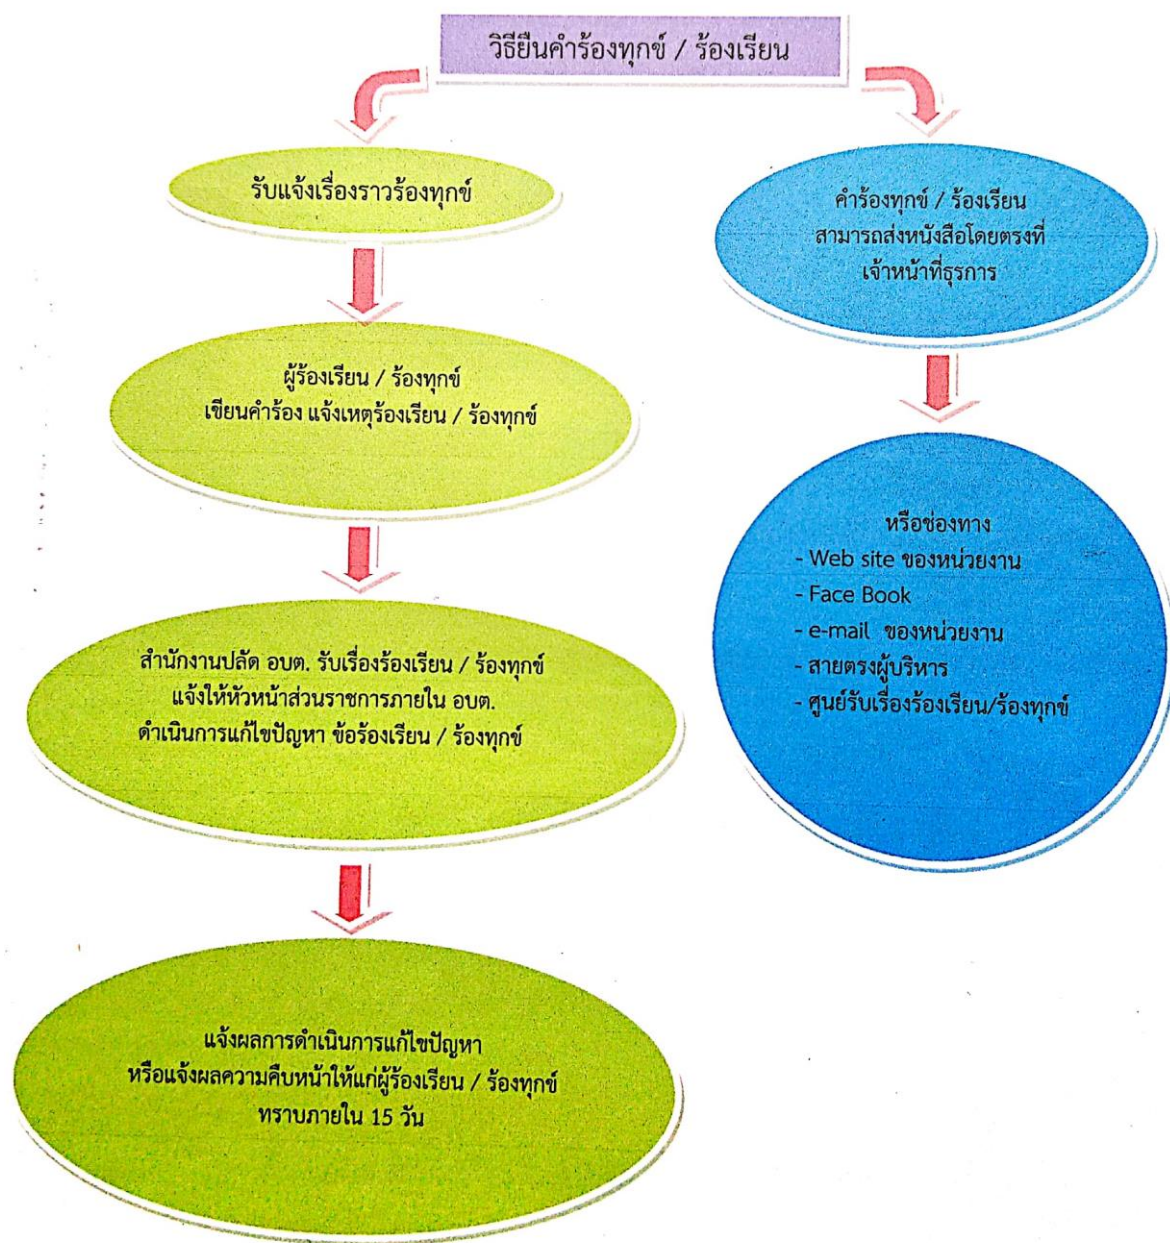 วิธียืนคำร้องทุกข์ / ร้องเรียน
รับแจ้งเรื่องราวร้องทุกข์
ผู้ร้องเรียน / ร้องทุกข์
เขียนคำร้อง แจ้งเหตุร้องเรียน / ร้องทุกข์
สำนักงานปลัด อบต. รับเรื่องร้องเรียน / ร้องทุกข์
แจ้งให้หัวหน้าส่วนราชการภายใน อบต.
ดำเนินการแก้ไขปัญหา ข้อร้องเรียน / ร้องทุกข์
แจ้งผลการดำเนินการแก้ไขปัญหา
หรือแจ้งผลความคืบหน้าให้แก่ผู้ร้องเรียน / ร้องทุกข์
ทราบภายใน 15 วัน
คำร้องทุกข์ / ร้องเรียน
สามารถส่งหนังสือโดยตรงที่
เจ้าหน้าที่ธุรการ
หรือช่องทาง
- Web site ของหน่วยงาน
- Face Book
- e-mail ของหน่วยงาน
- สายตรงผู้บริหาร
- ศูนย์รับเรื่องร้องเรียน/ร้องทุกข์